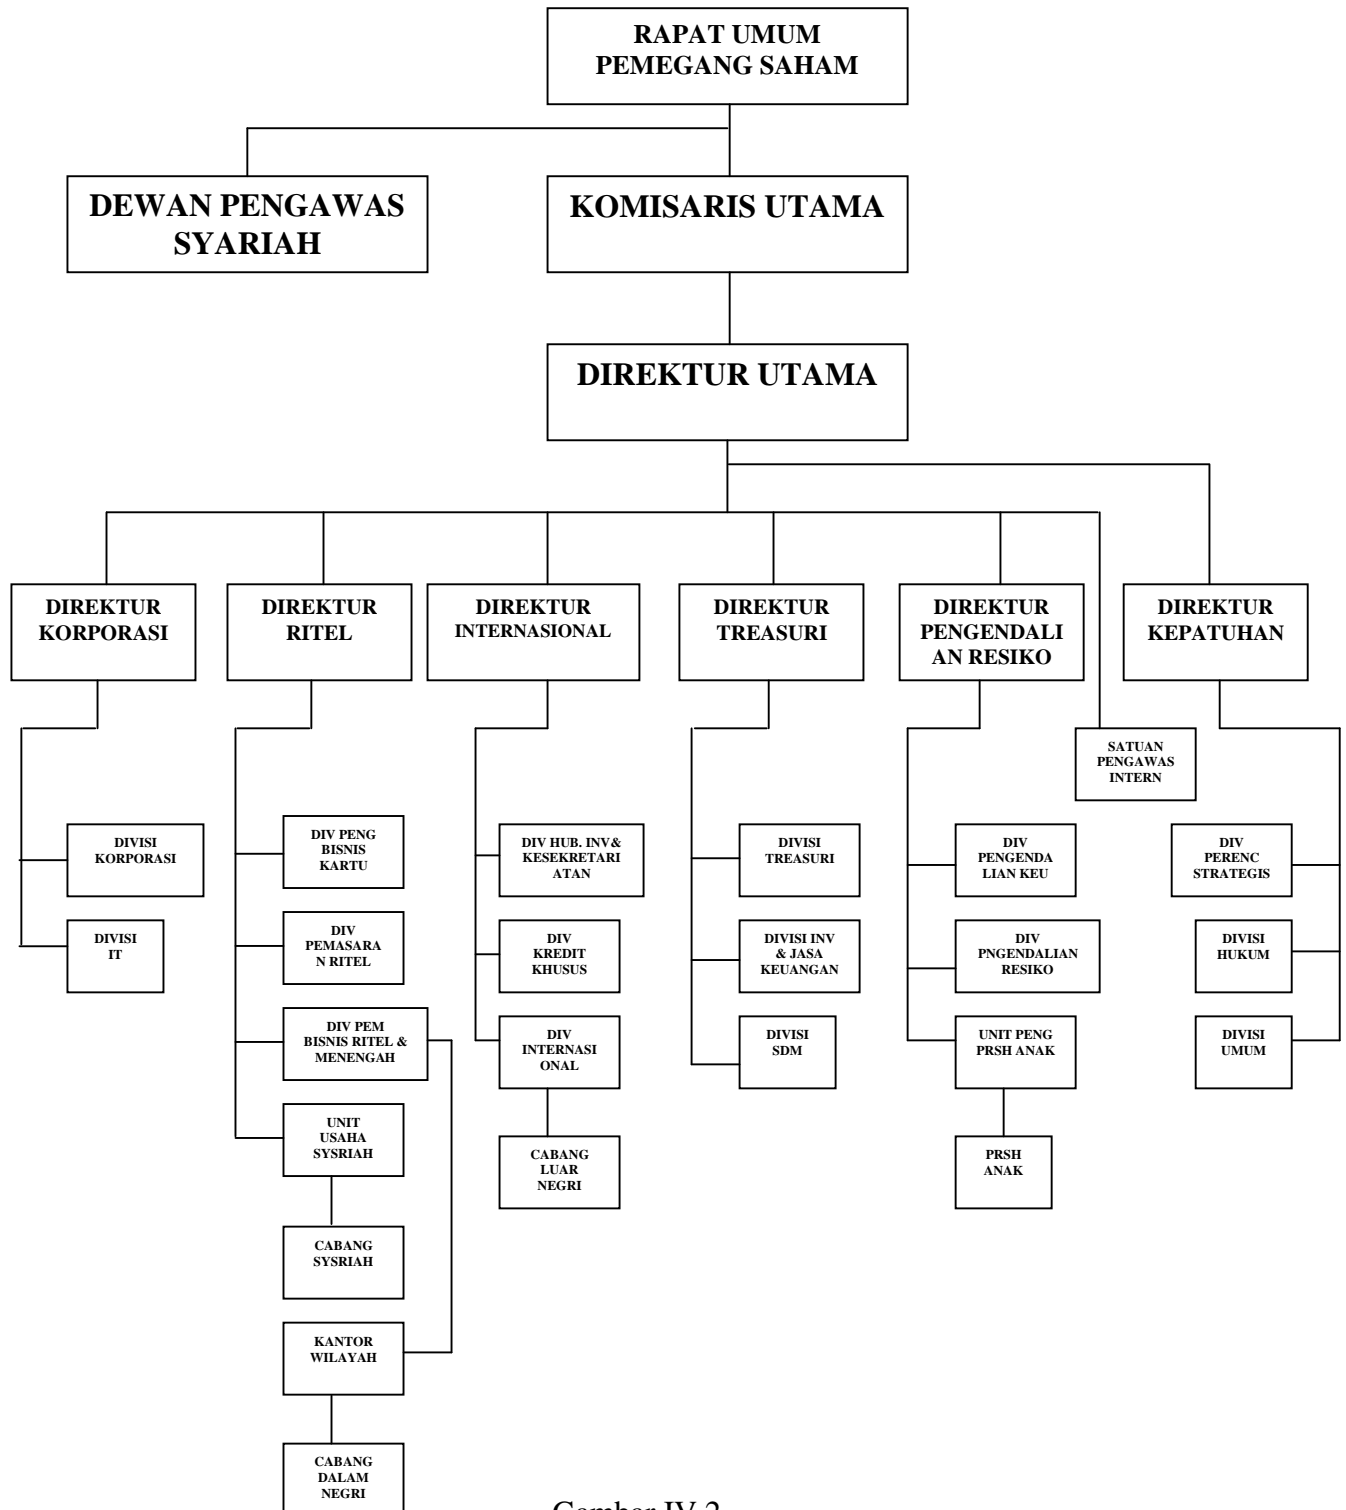 RAPAT UMUM
PEMEGANG SAHAM
DEWAN PENGAWAS
SYARIAH
KOMISARIS UTAMA
DIREKTUR UTAMA
DIREKTUR
KORPORASI
DIREKTUR
RITEL
DIREKTUR
INTERNASIONAL
DIREKTUR
TREASURI
DIREKTUR
PENGENDALI
AN RESIKO
DIREKTUR
KEPATUHAN
SATUAN
PENGAWAS
INTERN
DIVISI
KORPORASI
DIVISI
IT
DIV PENG
BISNIS
KARTU
DIV
PEMASARA
N RITEL
DIV PEM
BISNIS RITEL &
MENENGAH
UNIT
USAHA
SYSRIAH
CABANG
SYSRIAH
KANTOR
WILAYAH
CABANG
DALAM
NEGRI
DIV HUB. INV&
KESEKRETARI
ATAN
DIV
KREDIT
KHUSUS
DIV
INTERNASI
ONAL
CABANG
LUAR
NEGRI
DIVISI
TREASURI
DIVISI INV
& JASA
KEUANGAN
DIVISI
SDM
DIV
PENGENDA
LIAN KEU
DIV
PNGENDALIAN
RESIKO
UNIT PENG
PRSH ANAK
PRSH
ANAK
DIV
PERENC
STRATEGIS
DIVISI
HUKUM
DIVISI
UMUM
Gambar IV-2